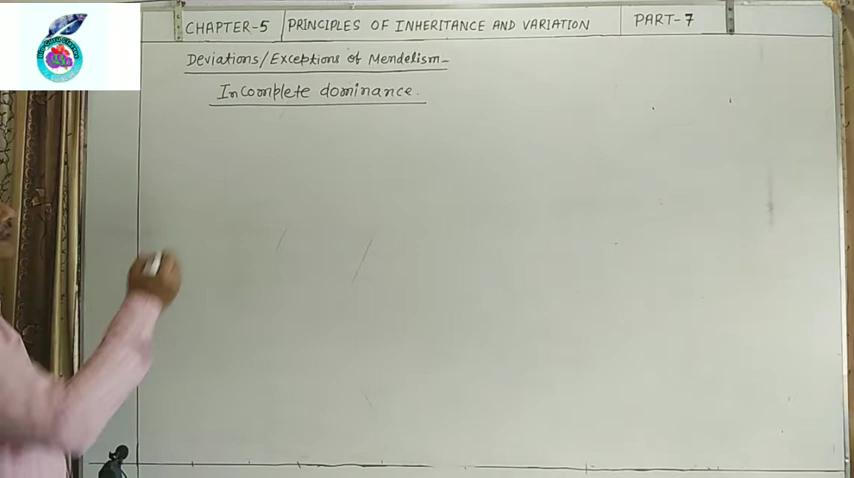 CHAPTER-5 PRINCIPLES OF INHERITANCE AND VARIATION PART-7
Deviations/Exceptions of Mendelism-
Incomplete dominance.